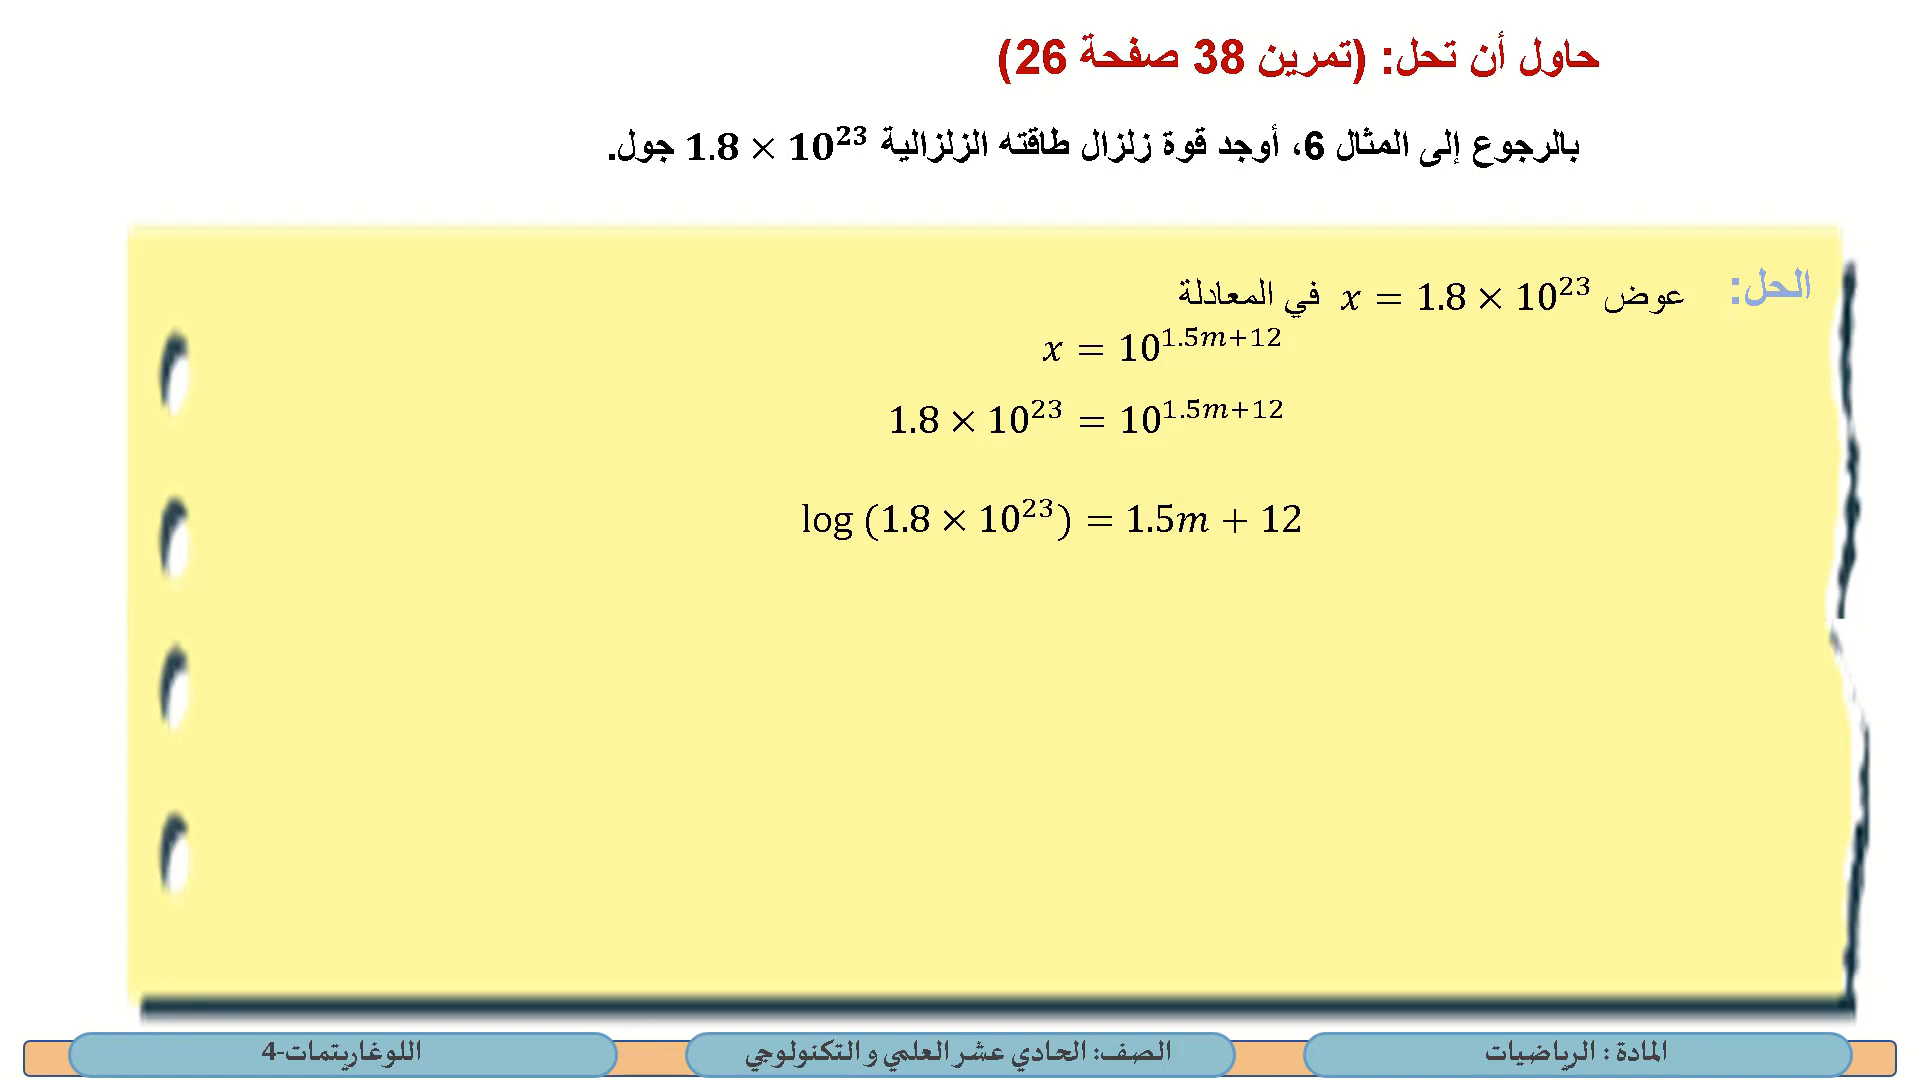 حاول أن تحل: (تمرين 38 صفحة 26)
بالرجوع إلى المثال 6، أوجد قوة زلزال طاقته الزلزالية 1.8 × 10²³ جول.
الحل: عوض x = 1.8 × 10²³ في المعادلة
x = 10^{1.5m+12}
1.8 × 10²³ = 10^{1.5m+12}
log (1.8 × 10²³) = 1.5m + 12
المادة : الرياضيات الصف: الحادي عشر العلمي و التكنولوجي اللوغاريتمات-4